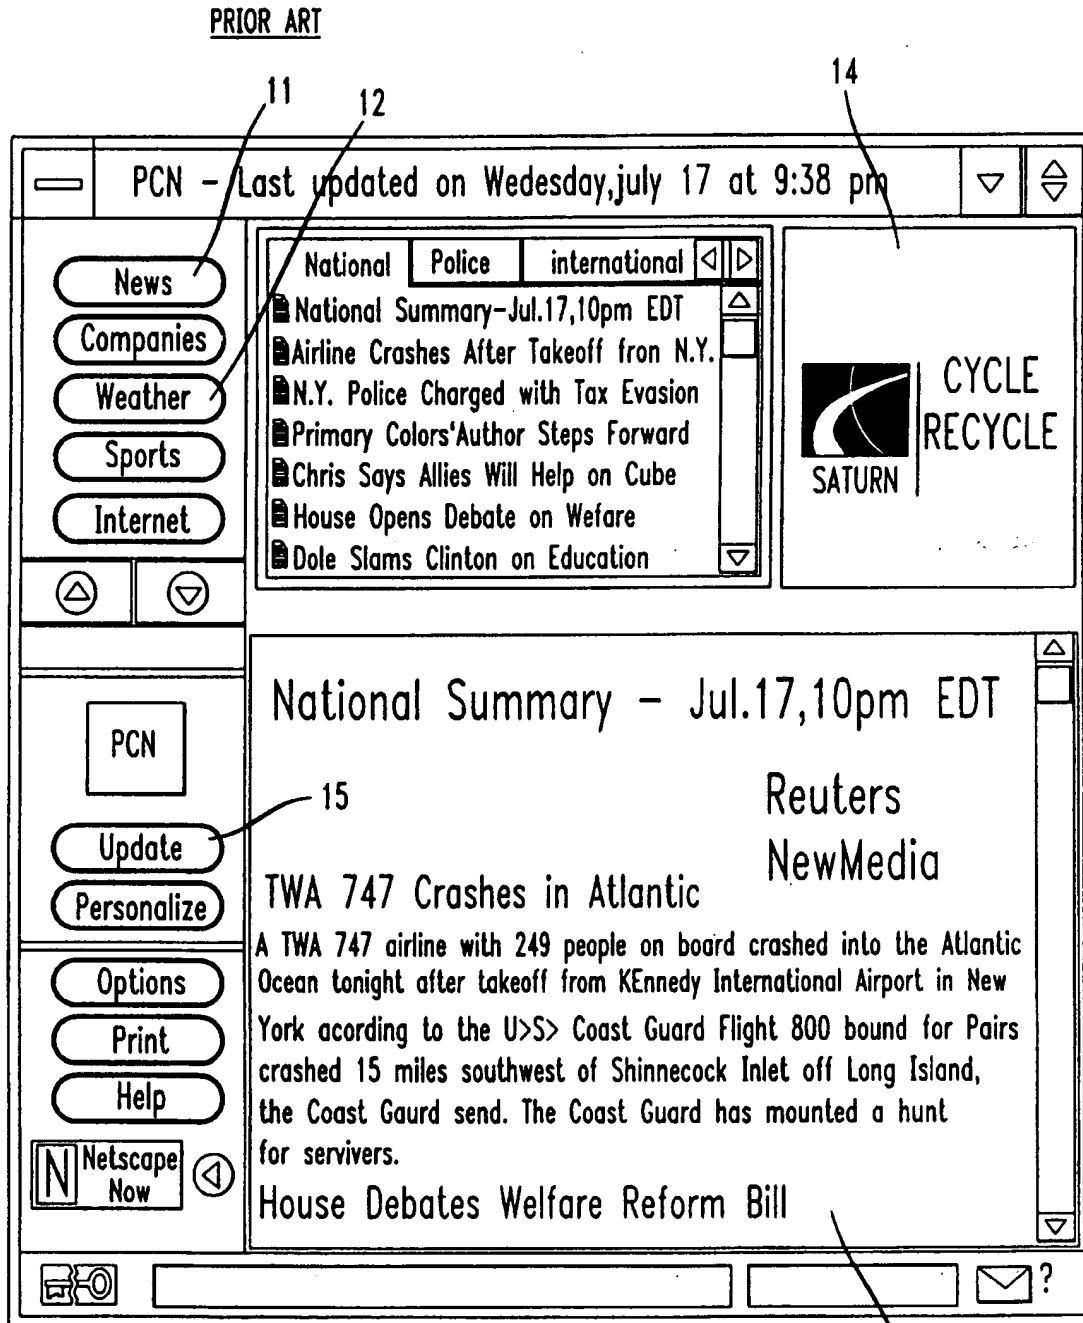 PRIOR ART
11
12
14
PCN - Last updated on Wedesday,july 17 at 9:38 pm
News
Companies
Weather
Sports
Internet
National Police international
National Summary-Jul.17,10pm EDT
Airline Crashes After Takeoff fron N.Y.
N.Y. Police Charged with Tax Evasion
Primary Colors'Author Steps Forward
Chris Says Allies Will Help on Cube
House Opens Debate on Wefare
Dole Slams Clinton on Education
CYCLE
RECYCLE
SATURN
PCN
15
Update
Personalize
Options
Print
Help
N Netscape
Now
National Summary - Jul.17,10pm EDT
Reuters
NewMedia
TWA 747 Crashes in Atlantic
A TWA 747 airline with 249 people on board crashed into the Atlantic
Ocean tonight after takeoff from KEnnedy International Airport in New
York acording to the U>S> Coast Guard Flight 800 bound for Pairs
crashed 15 miles southwest of Shinnecock Inlet off Long Island,
the Coast Gaurd send. The Coast Guard has mounted a hunt
for servivers.
House Debates Welfare Reform Bill
?